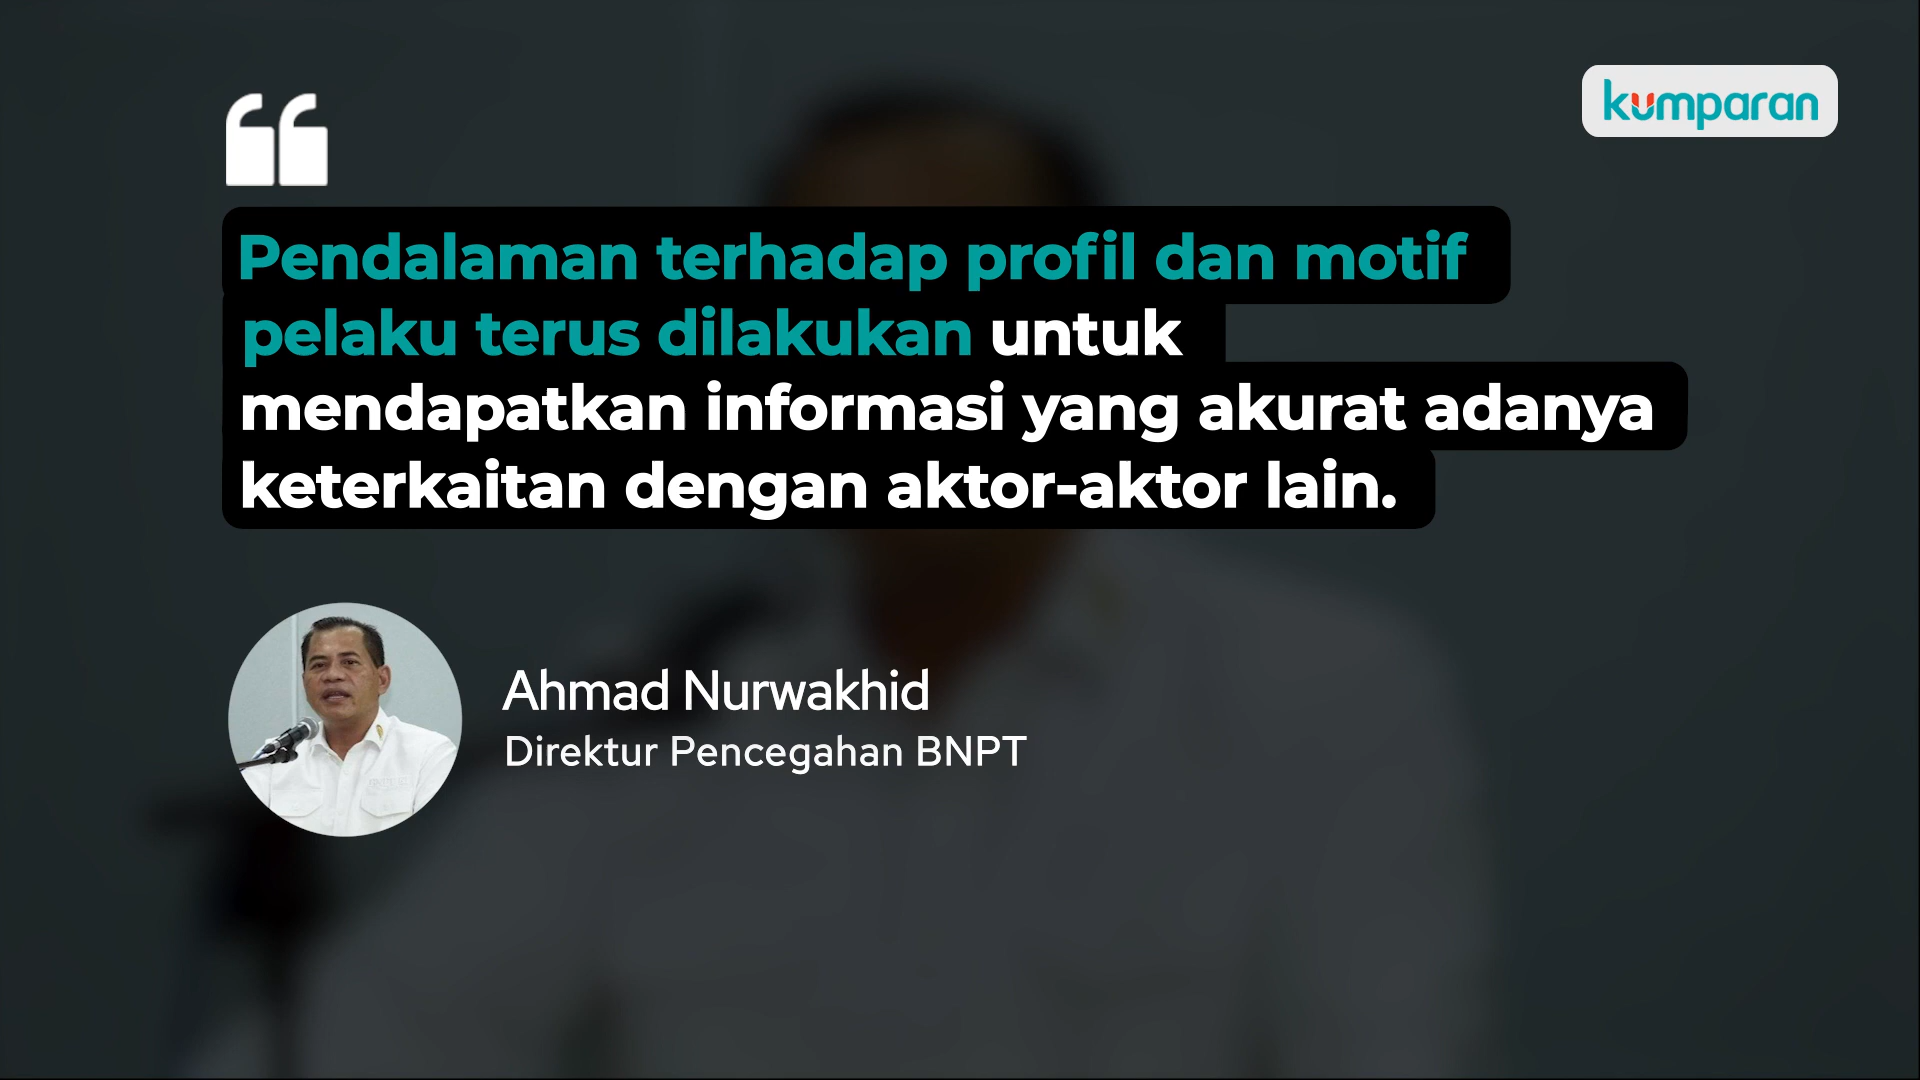 kumparan
“
Pendalaman terhadap profil dan motif
pelaku terus dilakukan untuk
mendapatkan informasi yang akurat adanya
keterkaitan dengan aktor-aktor lain.
Ahmad Nurwakhid
Direktur Pencegahan BNPT